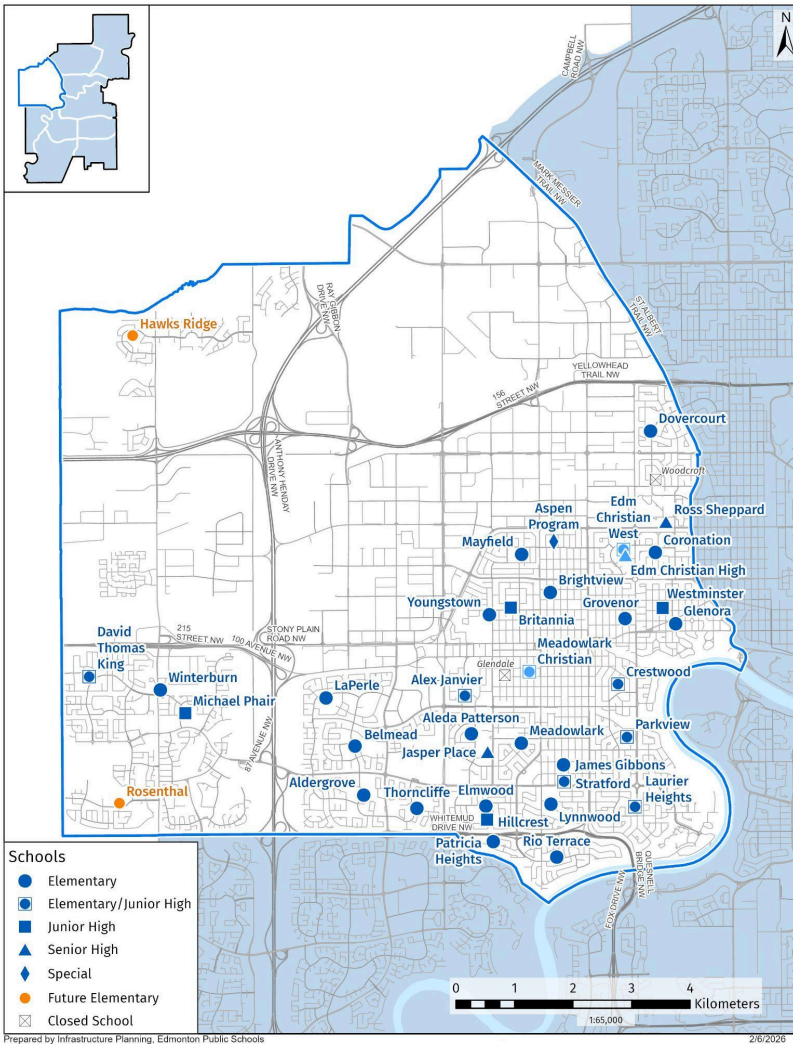 N
CAMPBELL
ROAD NW
MARK MESSIER
TRAIL NW
RAY GIBBON
DRIVE NW
ST ALBERT
TRAIL NW
Hawks Ridge
YELLOWHEAD
TRAIL NW
156
STREET NW
Dovercourt
ANTHONY HENDAY
DRIVE NW
Woodcroft
Aspen
Program
Edm
Christian
West
Ross Sheppard
Mayfield
Coronation
Edm Christian High
Brightview
Youngstown
Grovenor
Westminster
Britannia
Glenora
215
STREET NW
100 AVENUE NW
STONY PLAIN
ROAD NW
David
Thomas
King
Meadowlark
Christian
Glendale
Winterburn
Alex Janvier
Crestwood
LaPerle
Michael Phair
Aleda Patterson
Parkview
Belmead
Meadowlark
Jasper Place
87 AVENUE NW
James Gibbons
Aldergrove
Stratford
Laurier
Heights
Rosenthal
Thorncliffe
Elmwood
Lynnwood
WHITEMUD
DRIVE NW
Hillcrest
Patricia
Heights
Rio Terrace
QUESNELL
BRIDGE NW
FOX DRIVE NW
Schools
Elementary
Elementary/Junior High
Junior High
Senior High
Special
Future Elementary
Closed School
0 1 2 3 4
Kilometers
1:65,000
Prepared by Infrastructure Planning, Edmonton Public Schools
2/6/2026